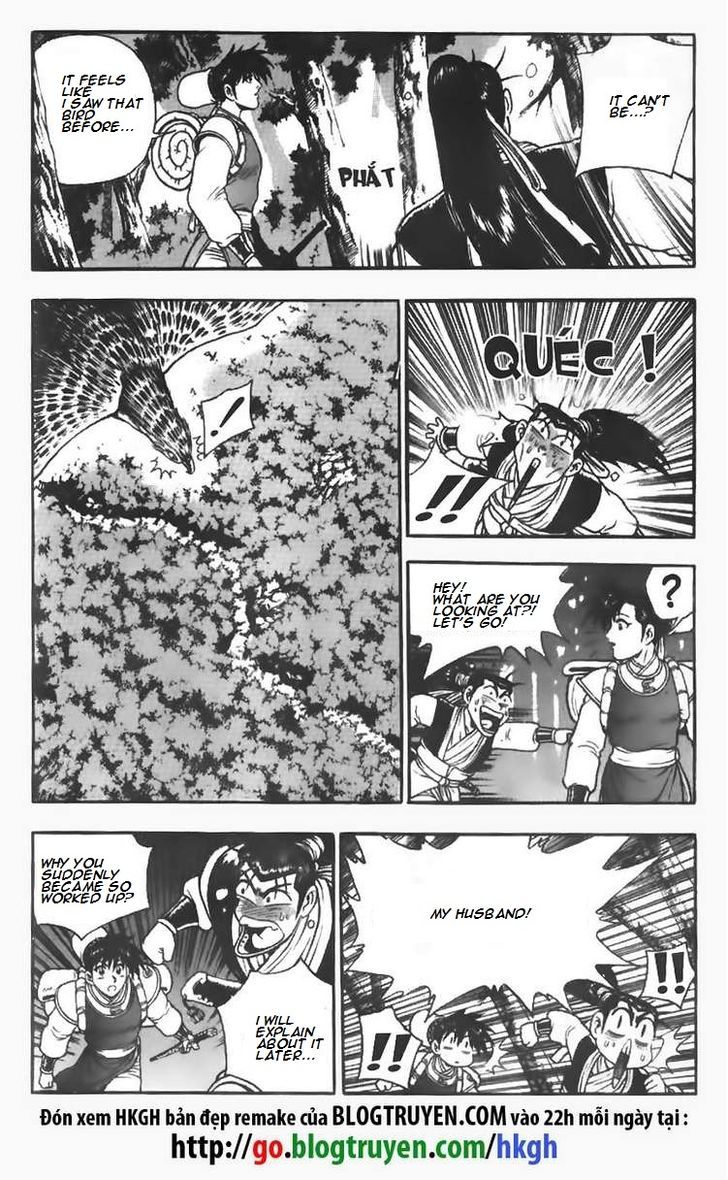 IT FEELS
LIKE
I SAW THAT
BIRD
BEFORE...
PHẮT
IT CAN'T
BE...?
!
QUÉC !
!!
HEY!
WHAT ARE YOU
LOOKING AT?!
LET'S GO!
?
WHY YOU
SUDDENLY
BECAME SO
WORKED UP?
I WILL
EXPLAIN
ABOUT IT
LATER...
MY HUSBAND!
!!
!!
Đón xem HKGH bản đẹp remake của BLOGTRUYEN.COM vào 22h mỗi ngày tại :
http://go.blogtruyen.com/hkgh